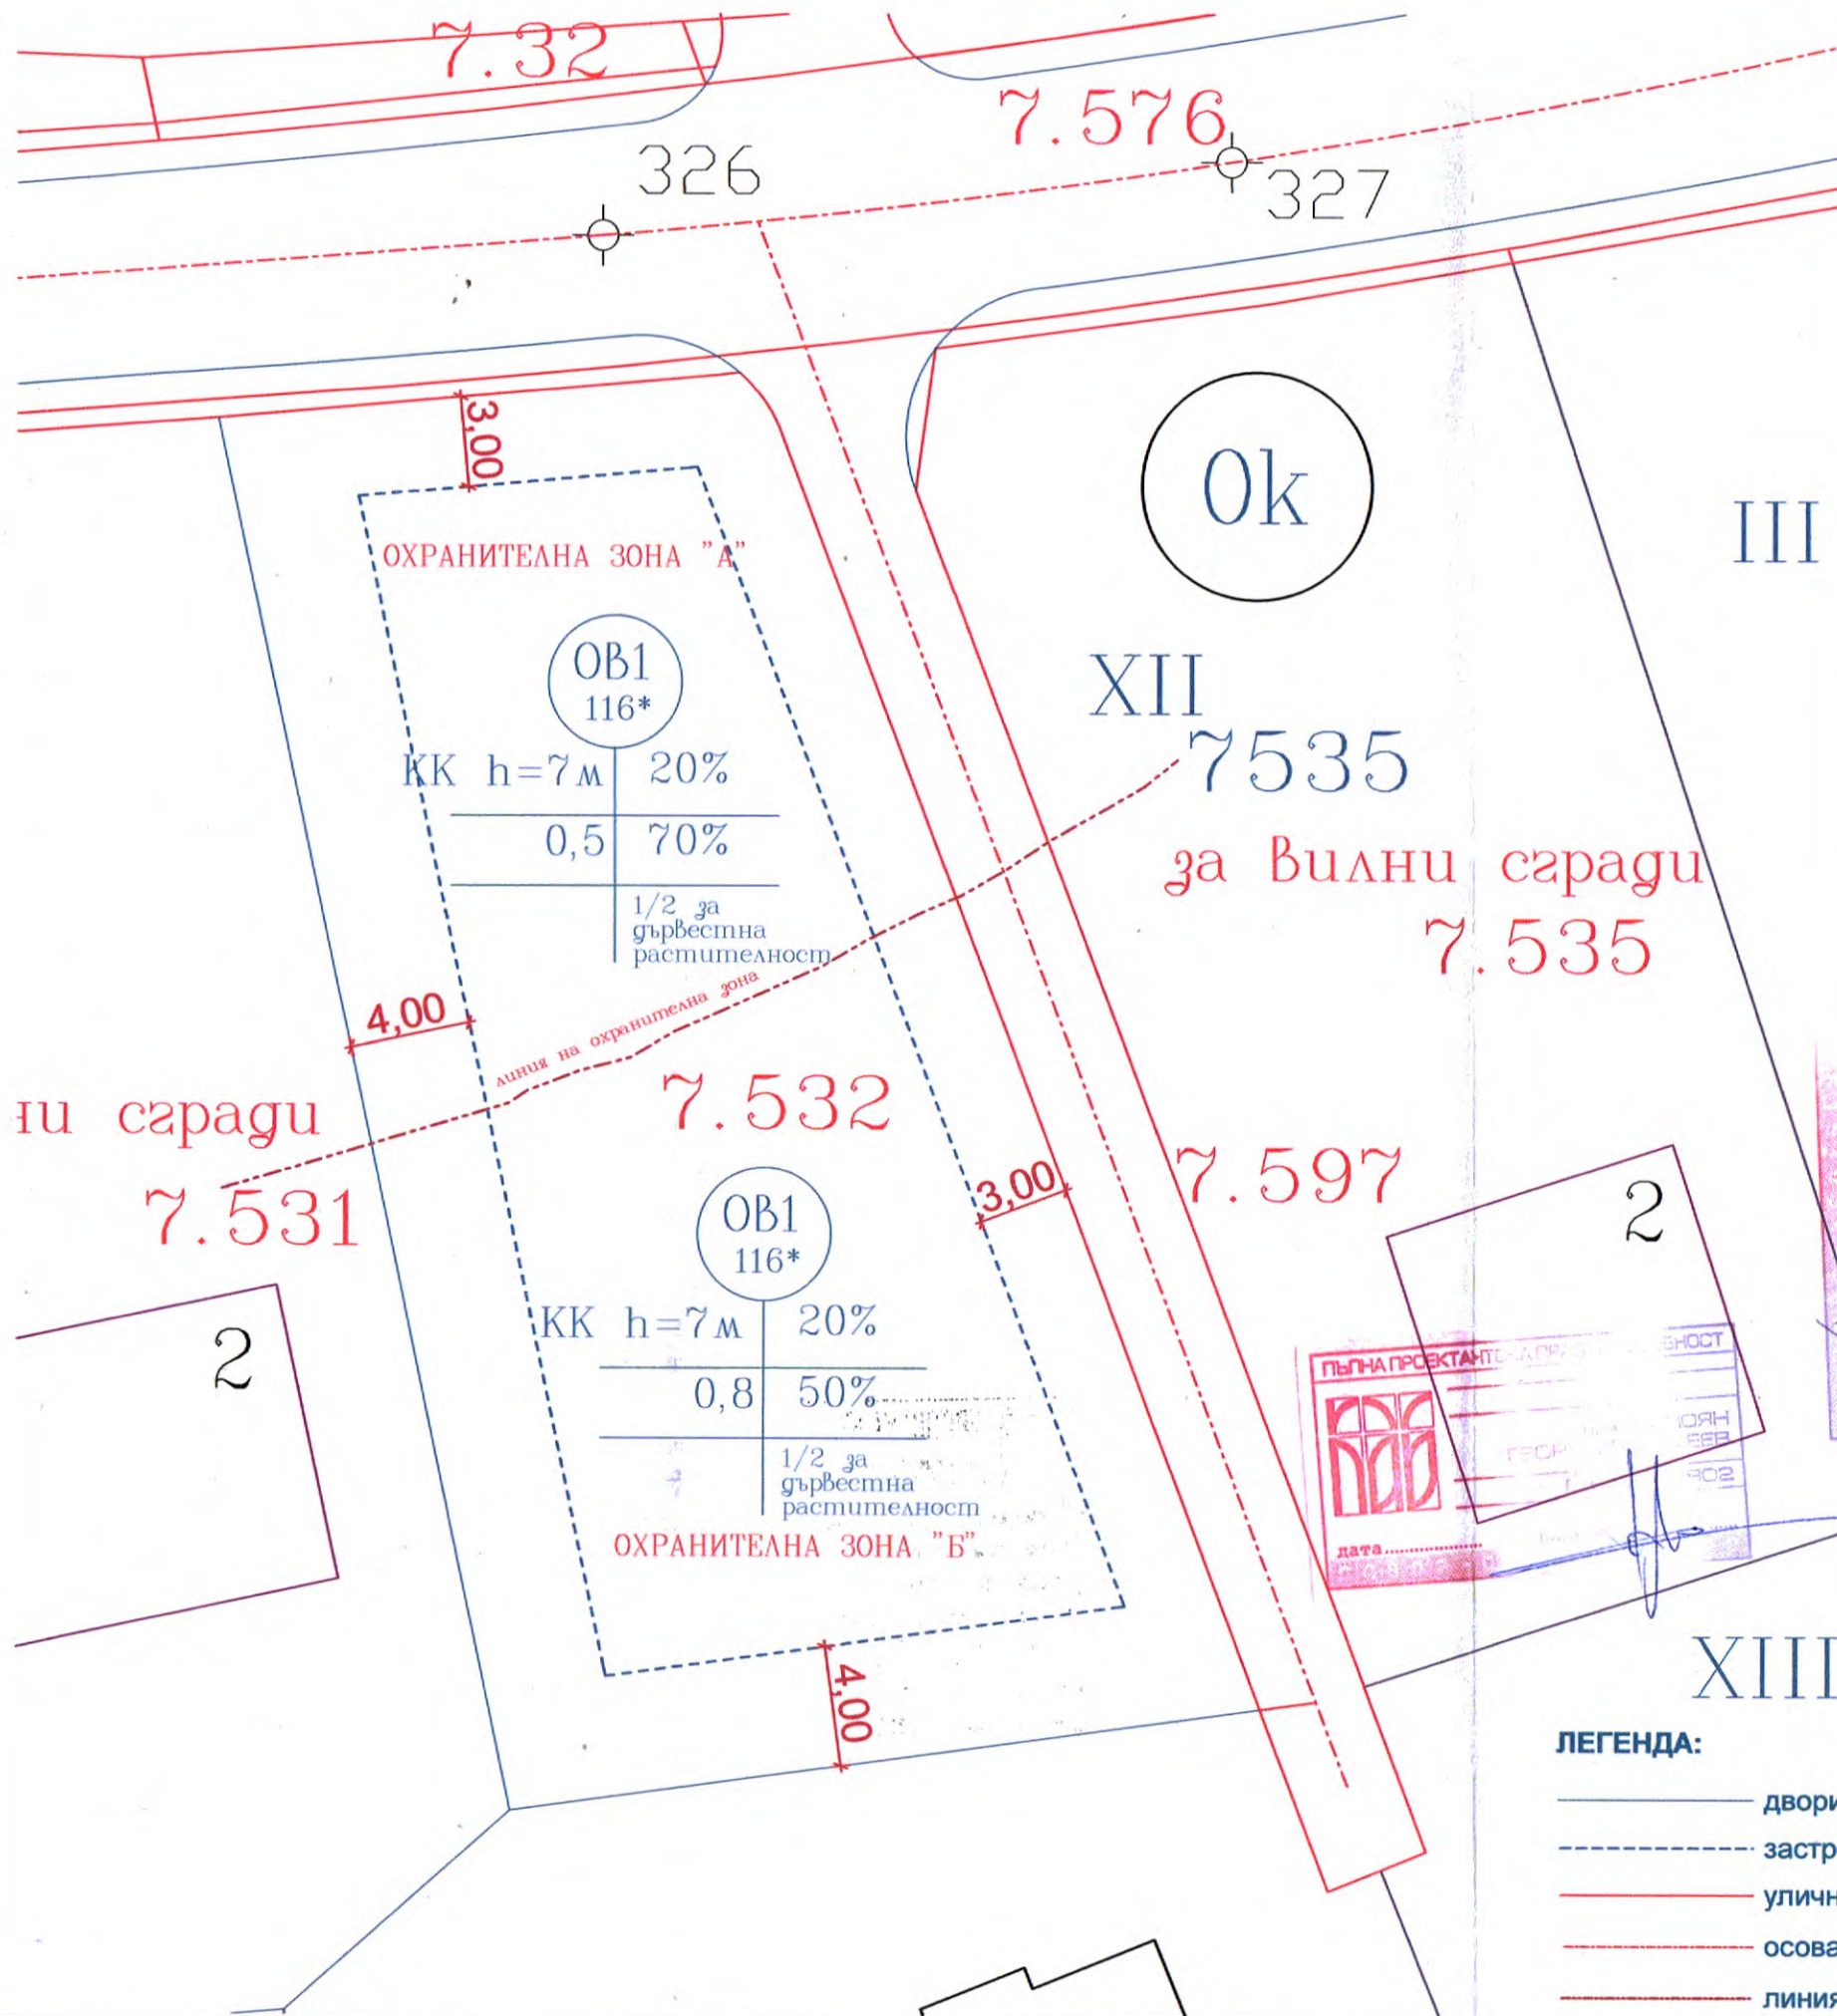 7.32
7.576
326
327
3,00
Ok
III
ОХРАНИТЕЛНА ЗОНА "А"
ОВ1
116*
XII
7535
КК h=7м 20%
0,5 70%
1/2 за
дървестна
растителност
за вилни сгради
7.535
4,00
линия на охранителна зона
7.532
ни сгради
7.531
7.597
3,00
2
ОВ1
116*
КК h=7м 20%
2
0,8 50%
1/2 за
дървестна
растителност
ОХРАНИТЕЛНА ЗОНА "Б"
ПЪЛНА
дата
4,00
XIII
ЛЕГЕНДА:
двори
застр
уличн
осова
линия